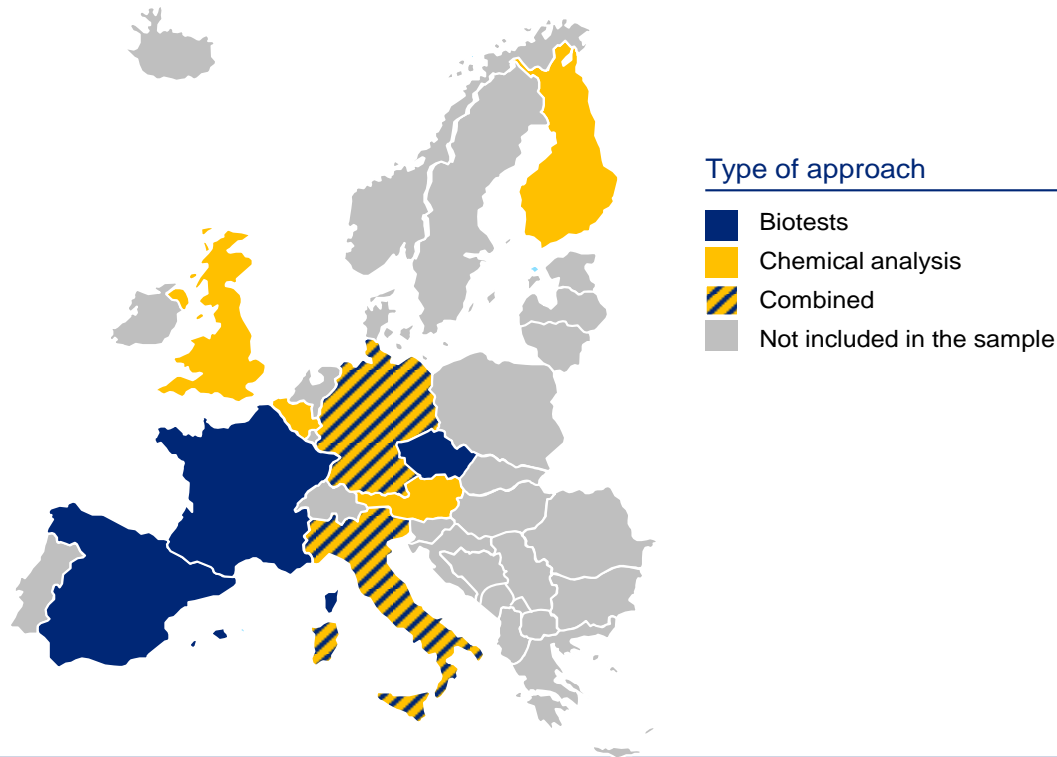 Type of approach
Biotests
Chemical analysis
Combined
Not included in the sample